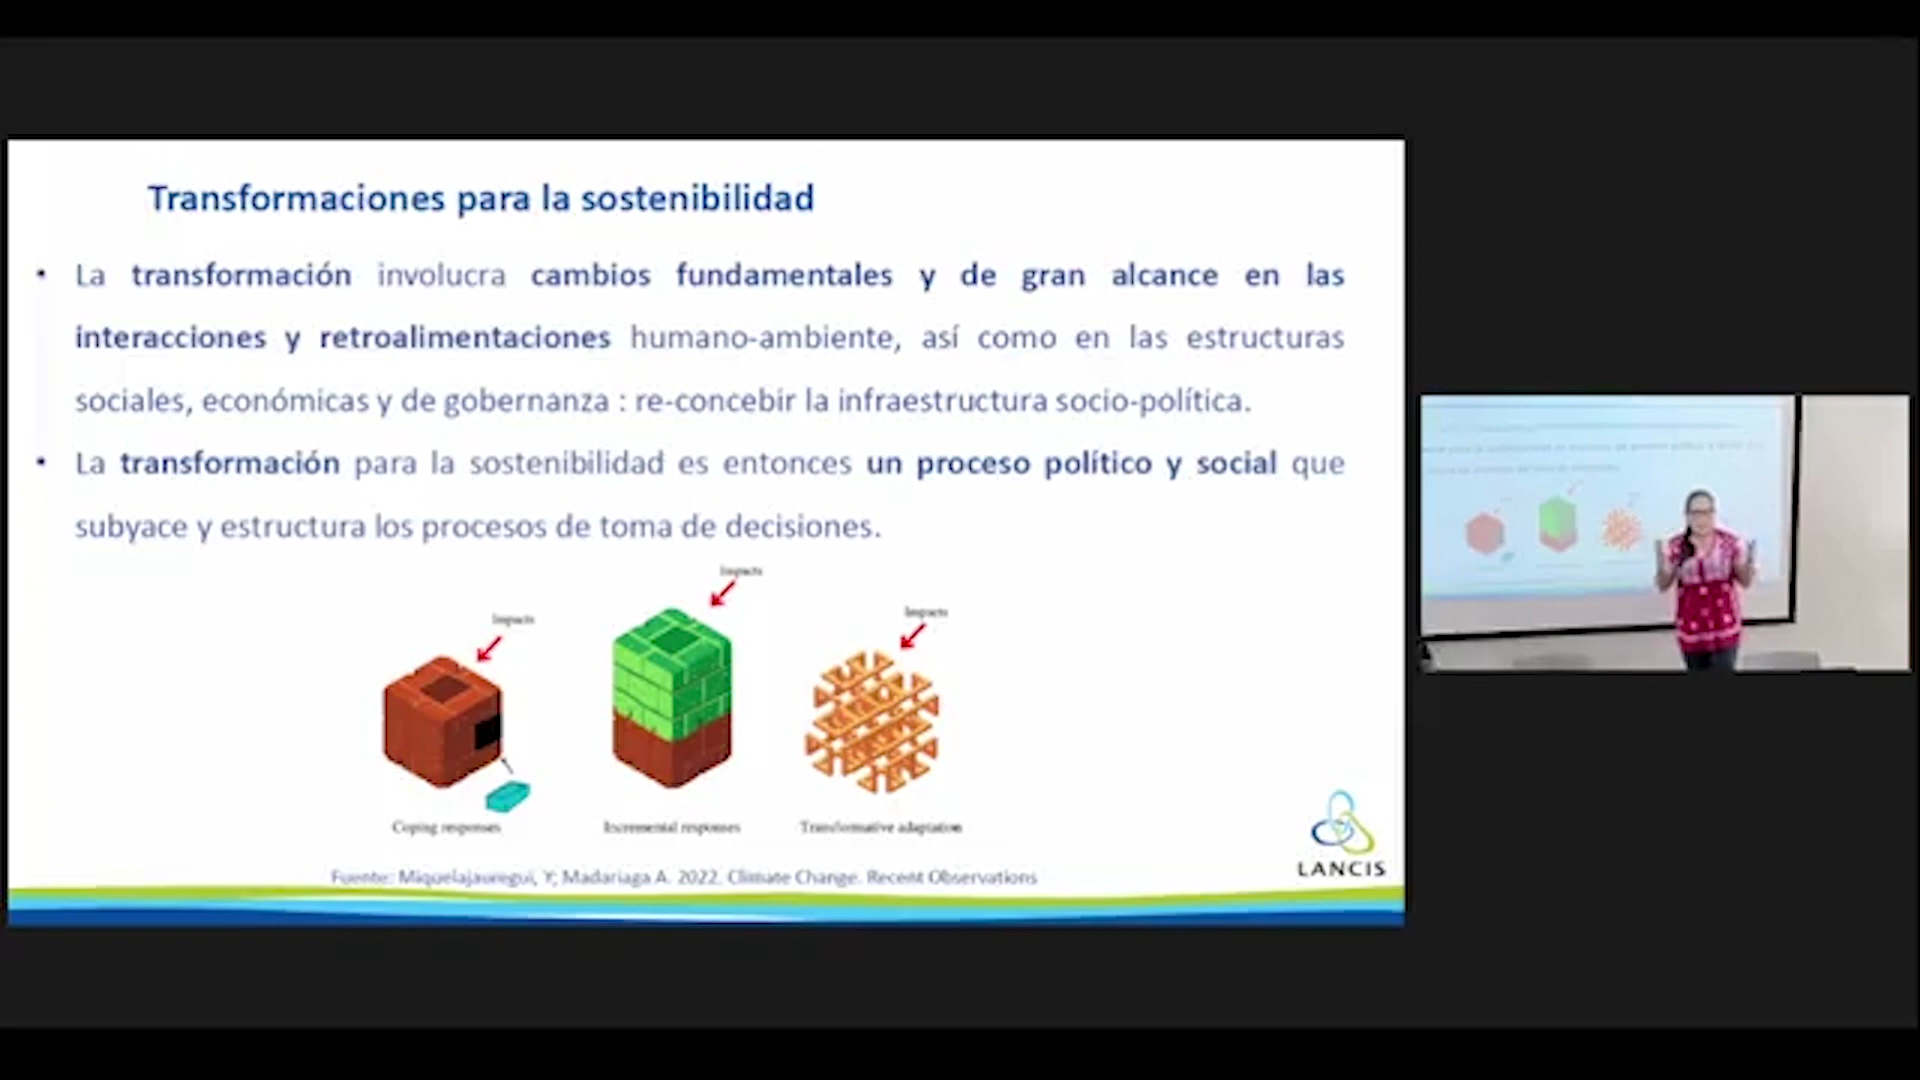 Transformaciones para la sostenibilidad
• La transformación involucra cambios fundamentales y de gran alcance en las
interacciones y retroalimentaciones humano-ambiente, así como en las estructuras
sociales, económicas y de gobernanza : re-concebir la infraestructura socio-política.
• La transformación para la sostenibilidad es entonces un proceso político y social que
subyace y estructura los procesos de toma de decisiones.
Impacts
Impacts
Impacts
Coping responses
Incremental responses
Transformative adaptation
LANCIS
Fuente: Miquelajauregui, Y; Madariaga A. 2022. Climate Change. Recent Observations